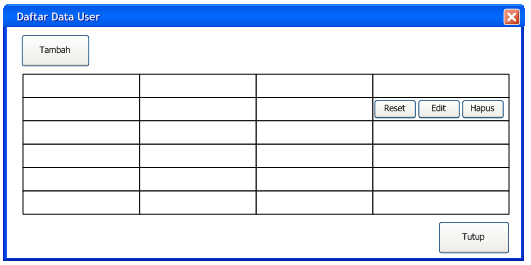 Daftar Data User
Tambah
Reset Edit Hapus
Tutup